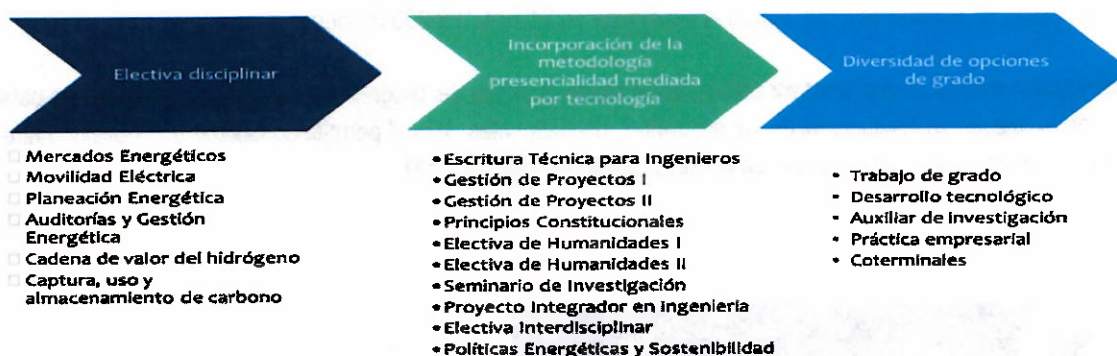 Electiva disciplinar
Incorporación de la
metodología
presencialidad mediada
por tecnología
Diversidad de opciones
de grado
Mercados Energéticos
Movilidad Eléctrica
Planeación Energética
Auditorías y Gestión
Energética
Cadena de valor del hidrógeno
Captura, uso y
almacenamiento de carbono
• Escritura Técnica para Ingenieros
• Gestión de Proyectos I
• Gestión de Proyectos II
• Principios Constitucionales
• Electiva de Humanidades I
• Electiva de Humanidades II
• Seminario de Investigación
• Proyecto Integrador en Ingeniería
• Electiva Interdisciplinar
• Políticas Energéticas y Sostenibilidad
• Trabajo de grado
• Desarrollo tecnológico
• Auxiliar de investigación
• Práctica empresarial
• Coterminales